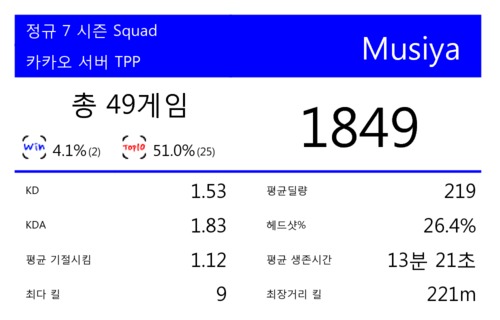 정규 7 시즌 Squad
카카오 서버 TPP
Musiya
총 49게임
Win 4.1% (2)
Top10 51.0% (25)
1849
KD 1.53
평균딜량 219
KDA 1.83
헤드샷% 26.4%
평균 기절시킴 1.12
평균 생존시간 13분 21초
최다 킬 9
최장거리 킬 221m